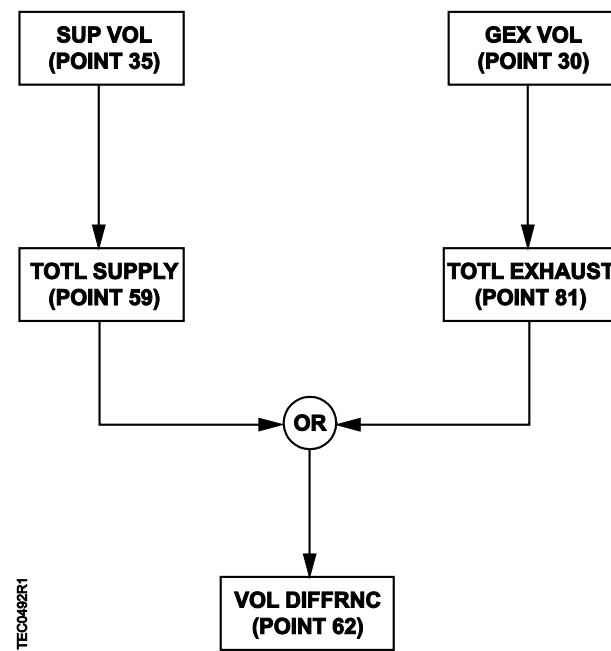 SUP VOL
(POINT 35)
GEX VOL
(POINT 30)
TOTL SUPPLY
(POINT 59)
TOTL EXHAUST
(POINT 81)
OR
VOL DIFFRNC
(POINT 62)
TEC0492R1